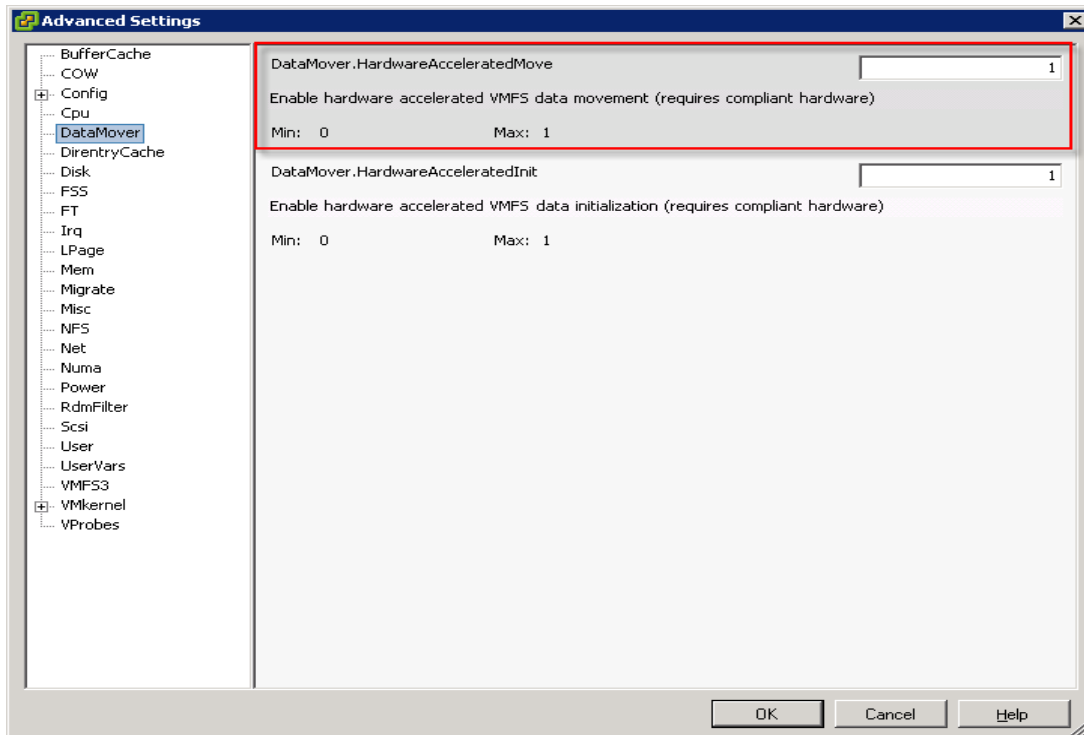 Advanced Settings
BufferCache
COW
Config
Cpu
DataMover
DirentryCache
Disk
FSS
FT
Irq
LPage
Mem
Migrate
Misc
NFS
Net
Numa
Power
RdmFilter
Scsi
User
UserVars
VMFS3
VMkernel
VProbes
DataMover.HardwareAcceleratedMove 1
Enable hardware accelerated VMFS data movement (requires compliant hardware)
Min: 0 Max: 1
DataMover.HardwareAcceleratedInit 1
Enable hardware accelerated VMFS data initialization (requires compliant hardware)
Min: 0 Max: 1
OK Cancel Help